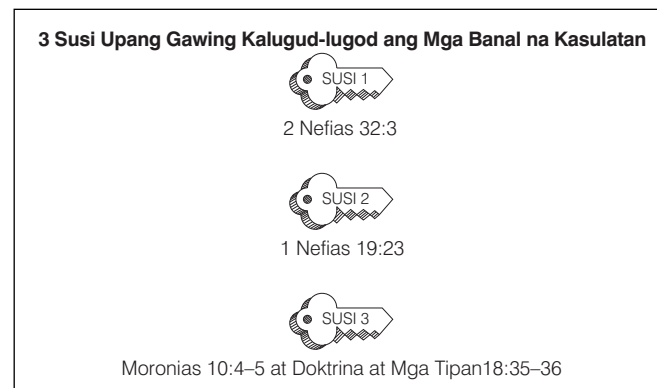 3 Susi Upang Gawing Kalugud-lugod ang Mga Banal na Kasulatan
SUSI 1
2 Nefias 32:3
SUSI 2
1 Nefias 19:23
SUSI 3
Moronias 10:4–5 at Doktrina at Mga Tipan18:35–36